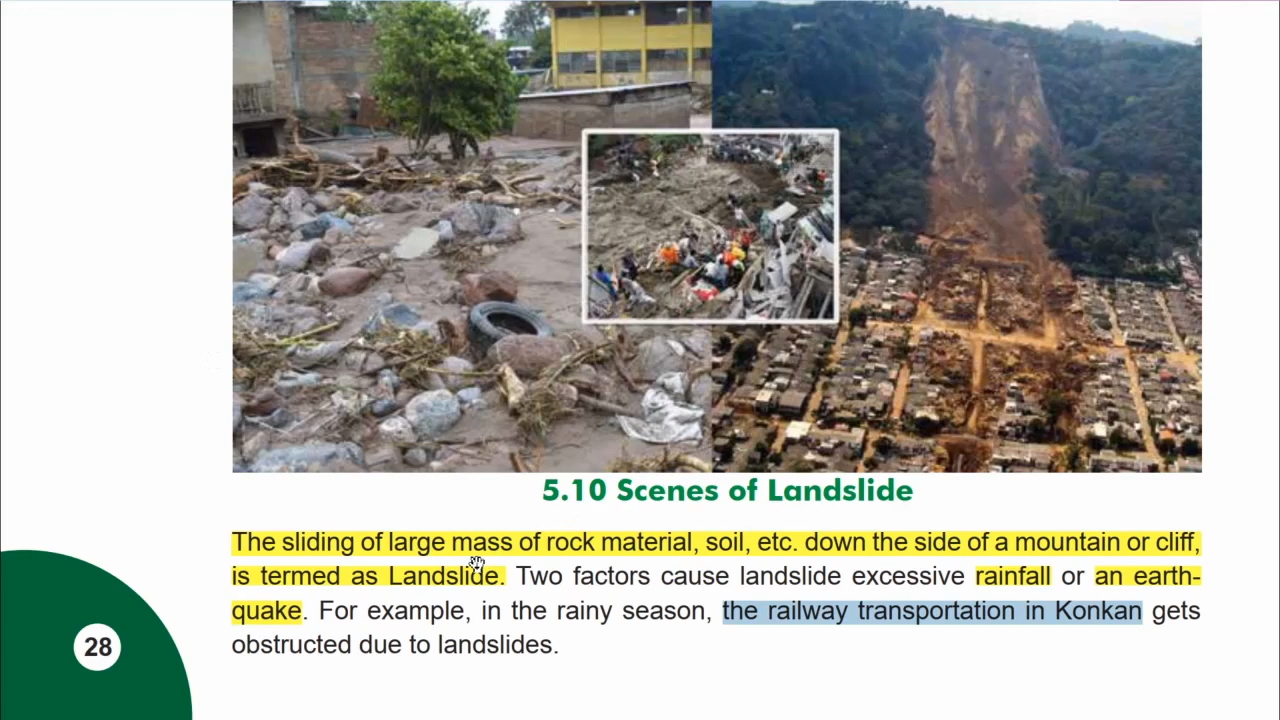 5.10 Scenes of Landslide
The sliding of large mass of rock material, soil, etc. down the side of a mountain or cliff,
is termed as Landslide. Two factors cause landslide excessive rainfall or an earth-
quake. For example, in the rainy season, the railway transportation in Konkan gets
obstructed due to landslides.
28